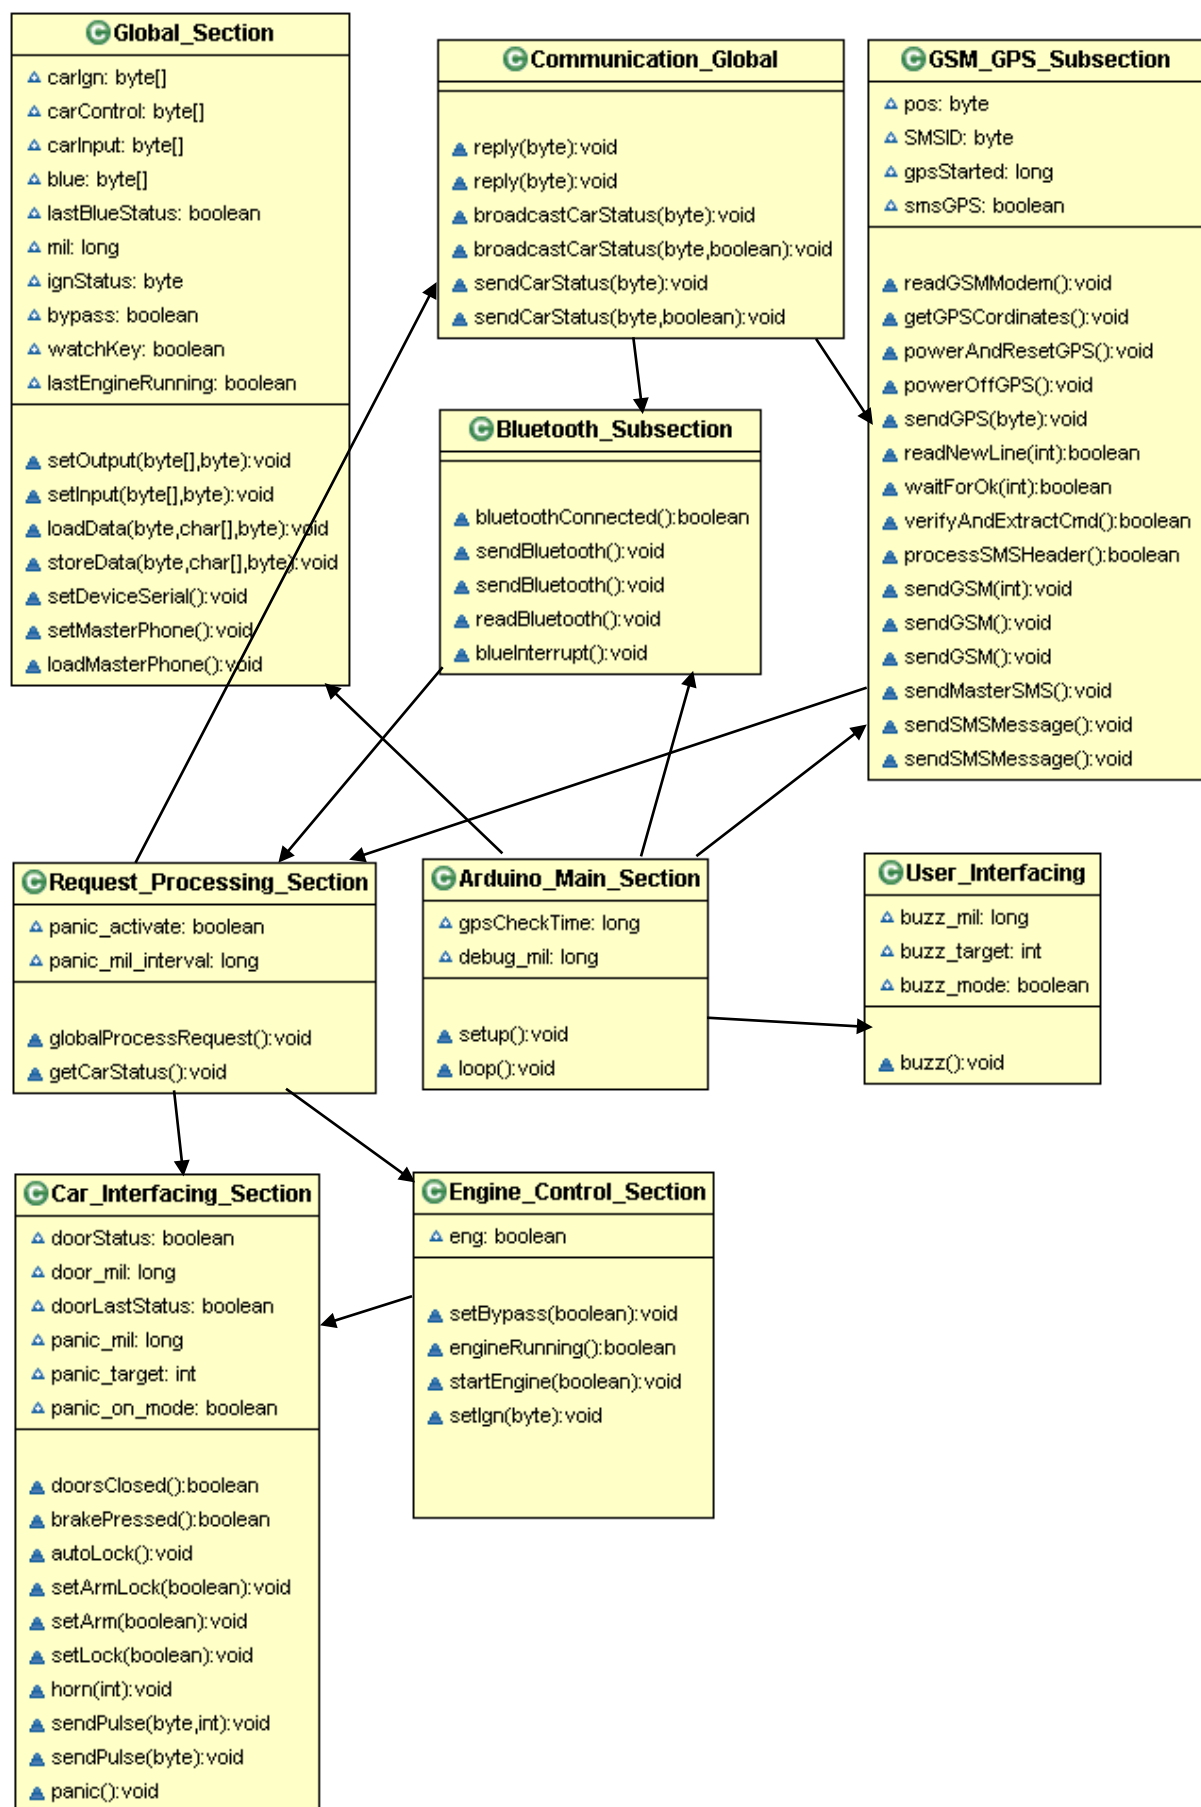 Global_Section
carIgn: byte[]
carControl: byte[]
carInput: byte[]
blue: byte[]
lastBlueStatus: boolean
mil: long
ignStatus: byte
bypass: boolean
watchKey: boolean
lastEngineRunning: boolean
setOutput(byte[],byte):void
setInput(byte[],byte):void
loadData(byte,char[],byte):void
storeData(byte,char[],byte):void
setDeviceSerial():void
setMasterPhone():void
loadMasterPhone():void
Communication_Global
reply(byte):void
reply(byte):void
broadcastCarStatus(byte):void
broadcastCarStatus(byte,boolean):void
sendCarStatus(byte):void
sendCarStatus(byte,boolean):void
GSM_GPS_Subsection
pos: byte
SMSID: byte
gpsStarted: long
smsGPS: boolean
readGSMModem():void
getGPSCordinates():void
powerAndResetGPS():void
powerOffGPS():void
sendGPS(byte):void
readNewLine(int):boolean
waitForOk(int):boolean
verifyAndExtractCmd():boolean
processSMSHeader():boolean
sendGSM(int):void
sendGSM():void
sendGSM():void
sendMasterSMS():void
sendSMSMessage():void
sendSMSMessage():void
Bluetooth_Subsection
bluetoothConnected():boolean
sendBluetooth():void
sendBluetooth():void
readBluetooth():void
blueInterrupt():void
Request_Processing_Section
panic_activate: boolean
panic_mil_interval: long
globalProcessRequest():void
getCarStatus():void
Arduino_Main_Section
gpsCheckTime: long
debug_mil: long
setup():void
loop():void
User_Interfacing
buzz_mil: long
buzz_target: int
buzz_mode: boolean
buzz():void
Car_Interfacing_Section
doorStatus: boolean
door_mil: long
doorLastStatus: boolean
panic_mil: long
panic_target: int
panic_on_mode: boolean
doorsClosed():boolean
brakePressed():boolean
autoLock():void
setArmLock(boolean):void
setArm(boolean):void
setLock(boolean):void
horn(int):void
sendPulse(byte,int):void
sendPulse(byte):void
panic():void
Engine_Control_Section
eng: boolean
setBypass(boolean):void
engineRunning():boolean
startEngine(boolean):void
setIgn(byte):void